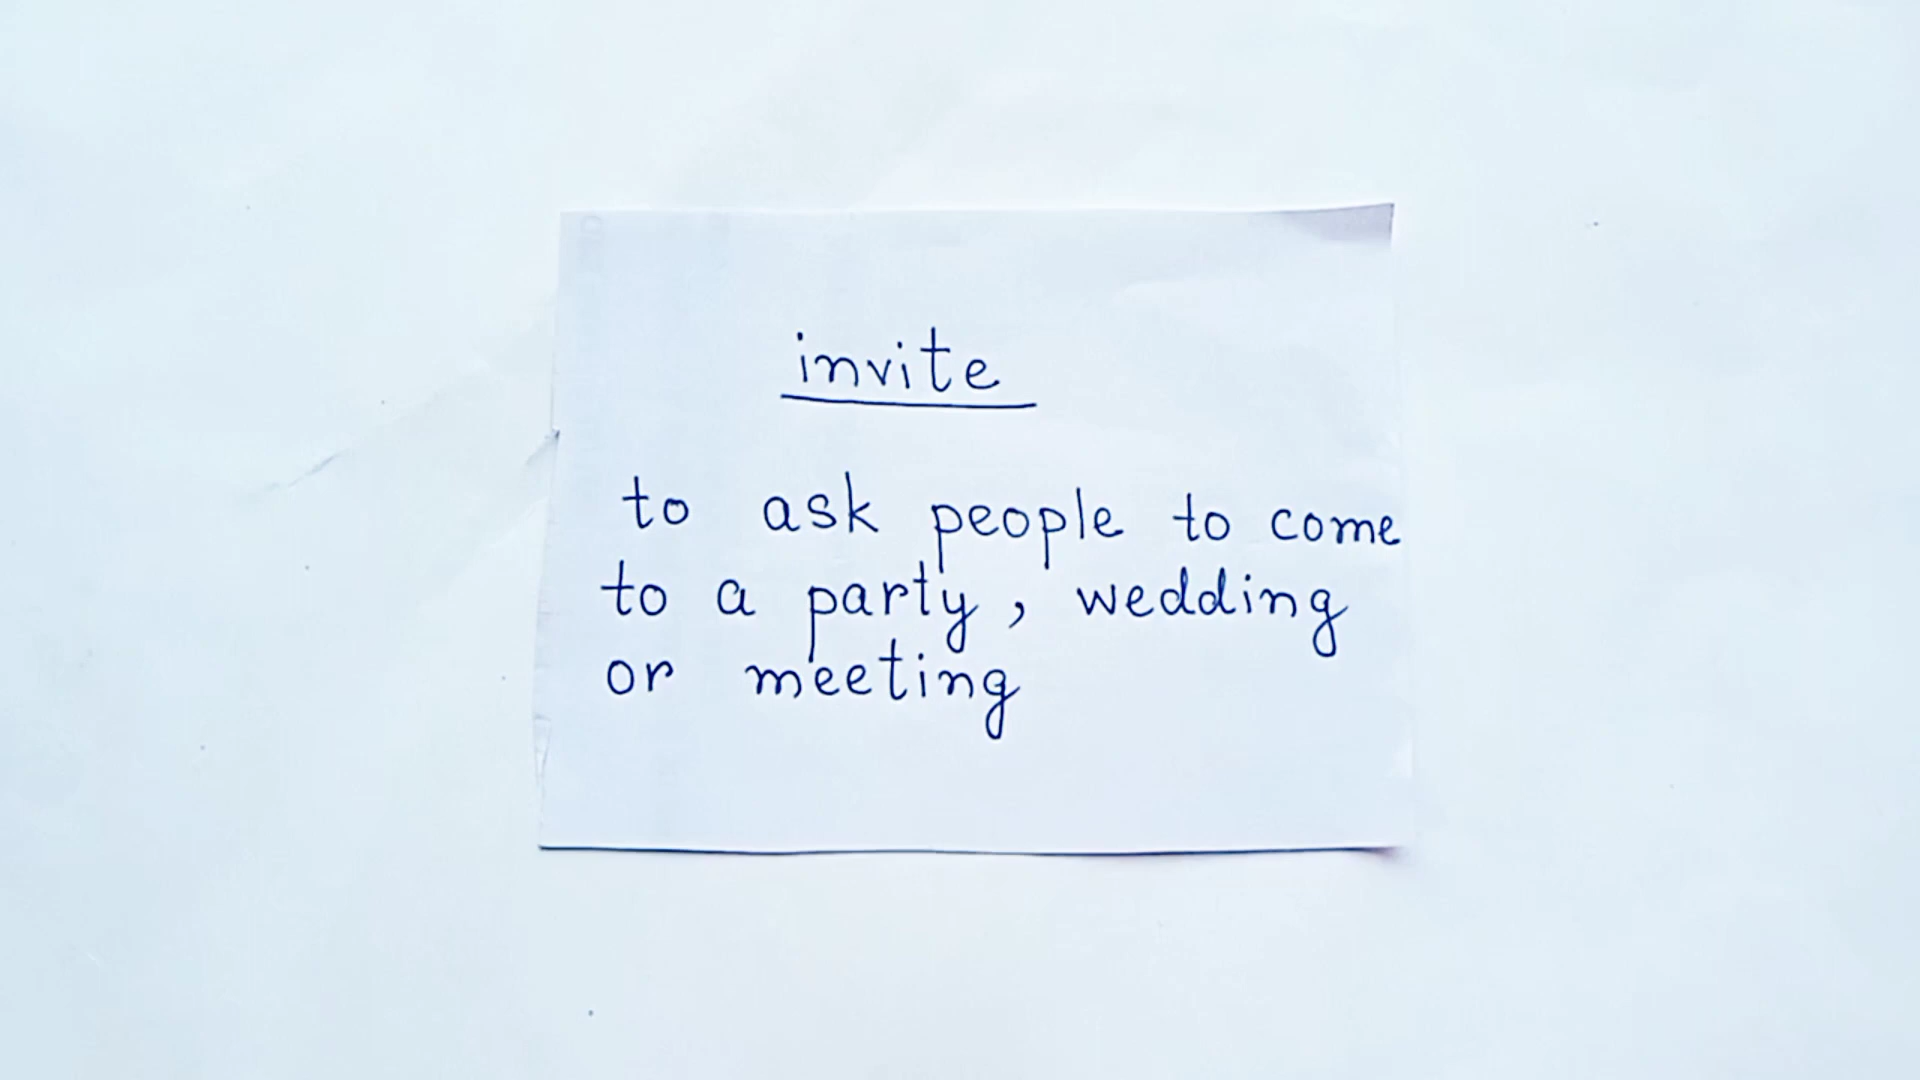 invite
to ask people to come
to a party, wedding
or meeting